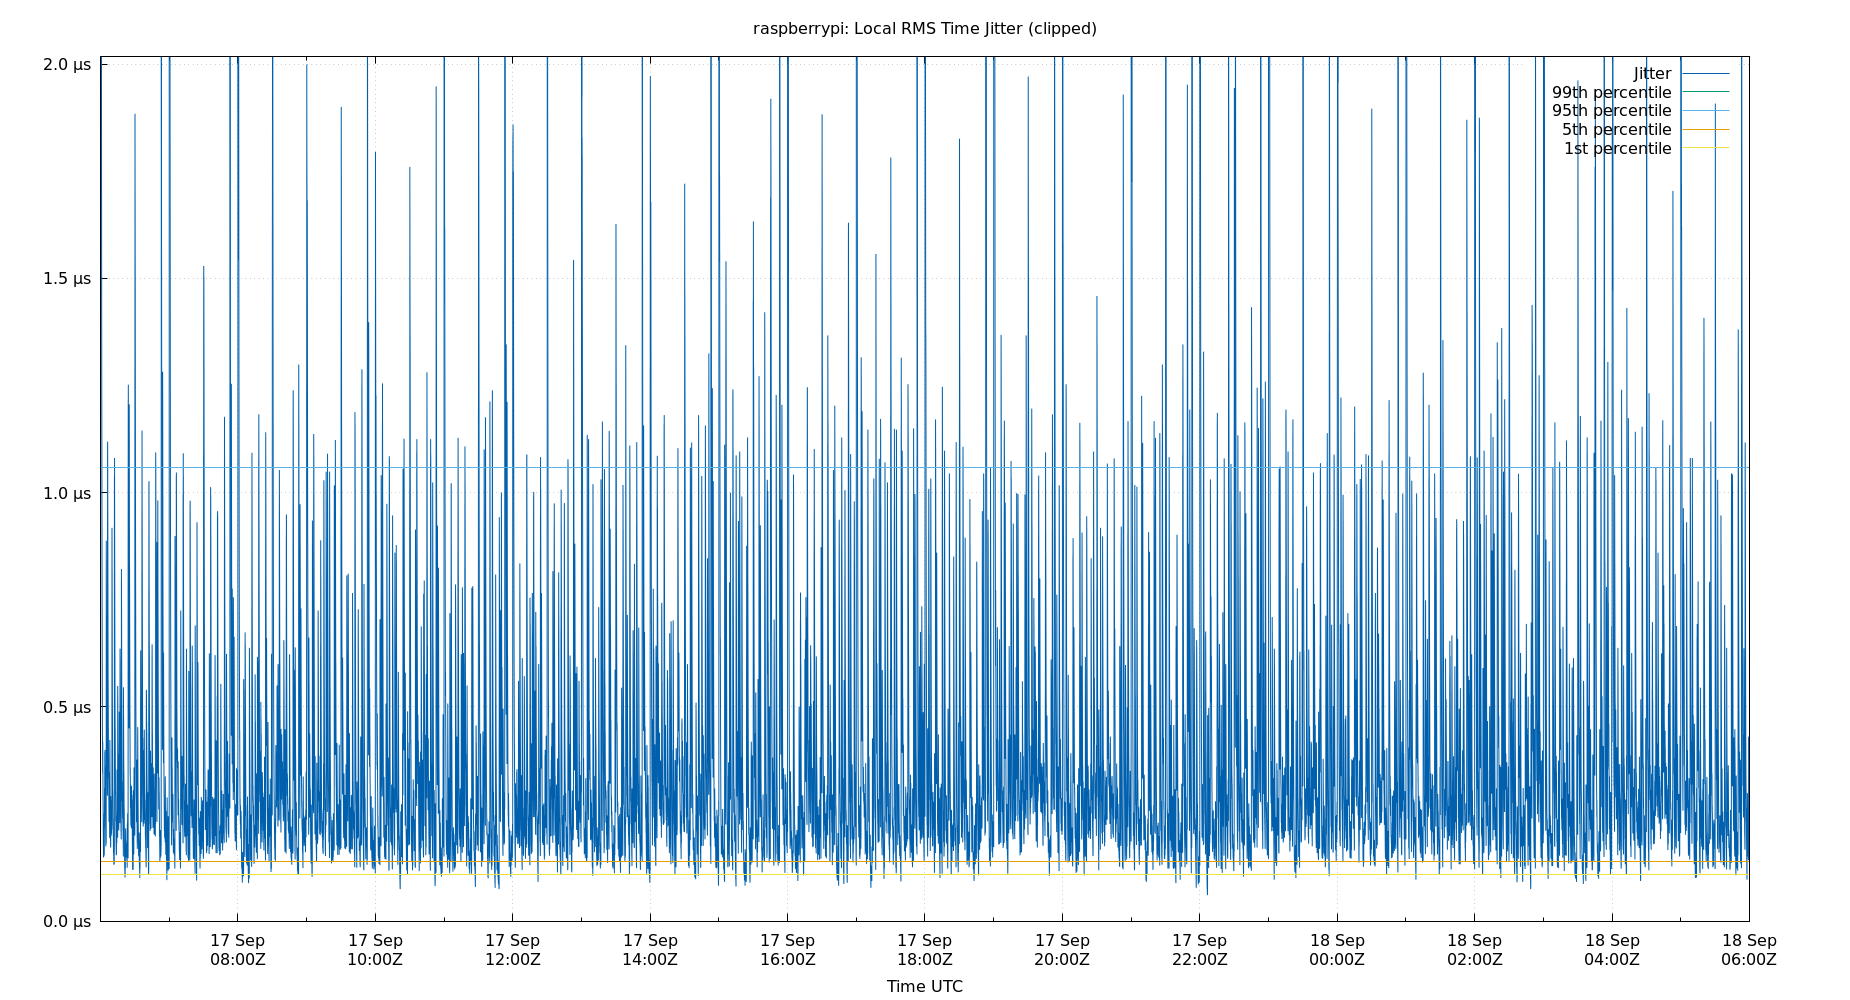 raspberrypi: Local RMS Time Jitter (clipped)
2.0 µs
1.5 µs
1.0 µs
0.5 µs
0.0 µs
Jitter
99th percentile
95th percentile
5th percentile
1st percentile
17 Sep 17 Sep 17 Sep 17 Sep 17 Sep 17 Sep 17 Sep 17 Sep 18 Sep 18 Sep 18 Sep 18 Sep
08:00Z 10:00Z 12:00Z 14:00Z 16:00Z 18:00Z 20:00Z 22:00Z 00:00Z 02:00Z 04:00Z 06:00Z
Time UTC